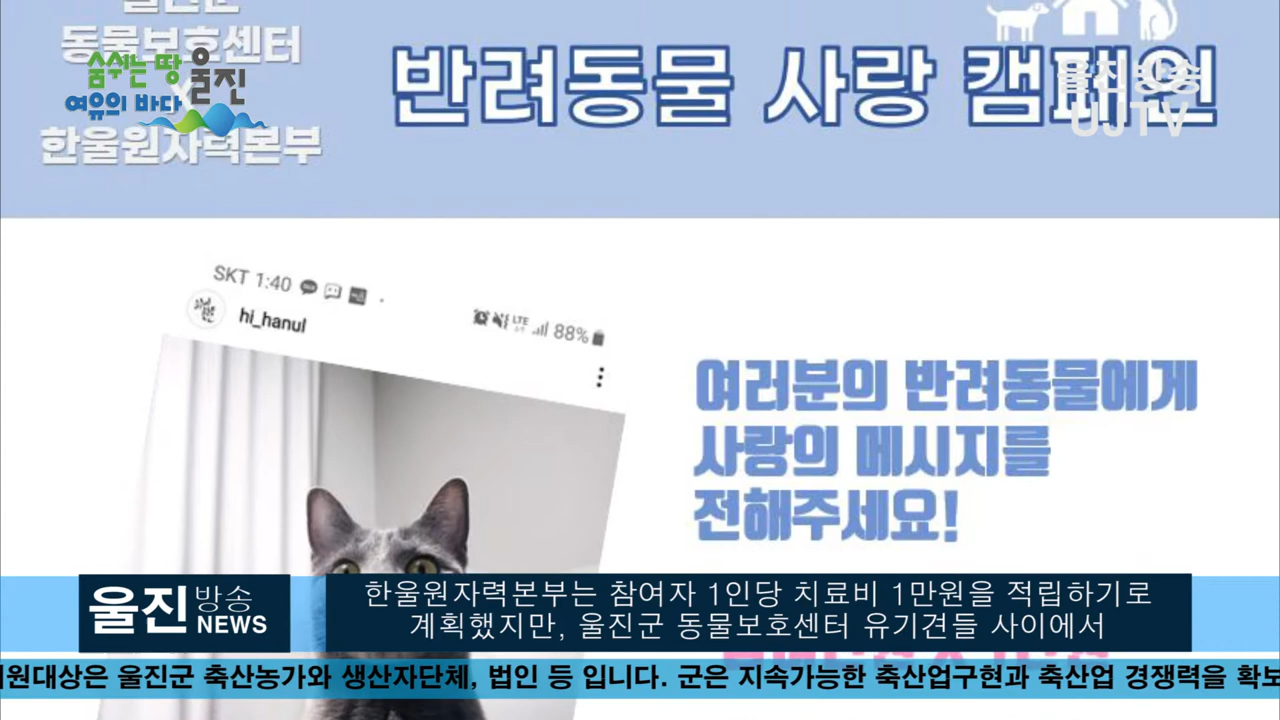 울진군
동물보호센터
X
한울원자력본부
숨쉬는 땅
여유의 바다
울진
반려동물 사랑 캠페인
울진방송
UJTV
SKT 1:40
LTE
88%
hi_hanul
여러분의 반려동물에게
사랑의 메시지를
전해주세요!
울진
방송
NEWS
한울원자력본부는 참여자 1인당 치료비 1만원을 적립하기로
계획했지만, 울진군 동물보호센터 유기견들 사이에서
원대상은 울진군 축산농가와 생산자단체, 법인 등 입니다. 군은 지속가능한 축산업구현과 축산업 경쟁력을 확보